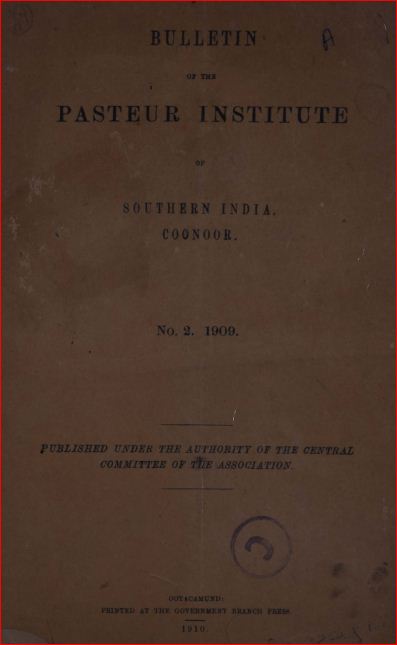 A
BULLETIN
OF THE
PASTEUR INSTITUTE
OF
SOUTHERN INDIA,
COONOOR.
No. 2. 1909.
PUBLISHED UNDER THE AUTHORITY OF THE CENTRAL
COMMITTEE OF THE ASSOCIATION.
C
OOTACAMUND:
PRINTED AT THE GOVERNMENT BRANCH PRESS.
1910.